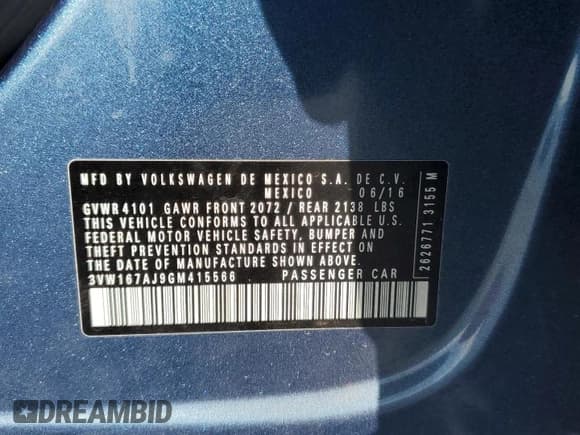 MFD BY VOLKSWAGEN DE MEXICO S.A. DE C.V.
MEXICO 06/16
GVWR 4101 GAWR FRONT 2072 / REAR 2138 LBS
THIS VEHICLE CONFORMS TO ALL APPLICABLE U.S.
FEDERAL MOTOR VEHICLE SAFETY, BUMPER AND
THEFT PREVENTION STANDARDS IN EFFECT ON
THE DATE OF MANUFACTURE SHOWN ABOVE
3VW167AJ9GM415566 PASSENGER CAR
2626771 3155 M
DREAMBID